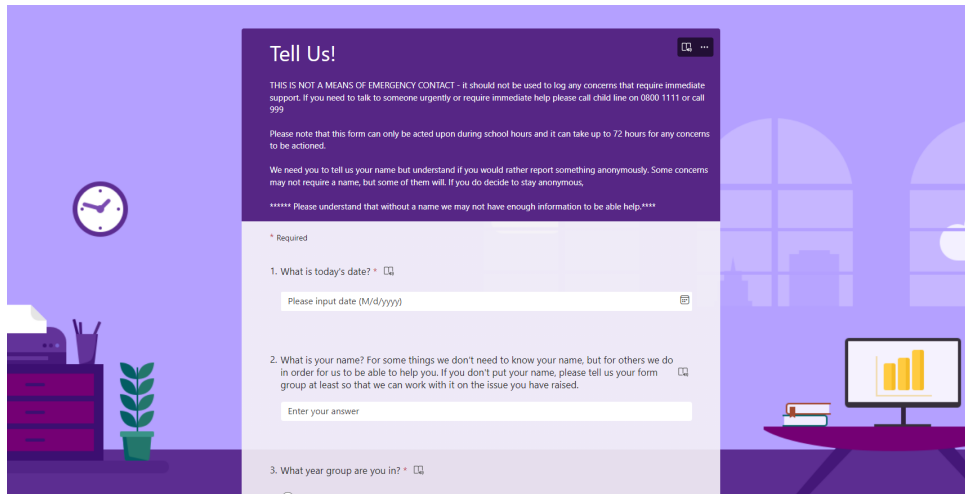 Tell Us!
THIS IS NOT A MEANS OF EMERGENCY CONTACT - it should not be used to log any concerns that require immediate
support. If you need to talk to someone urgently or require immediate help please call child line on 0800 1111 or call
999
Please note that this form can only be acted upon during school hours and it can take up to 72 hours for any concerns
to be actioned.
We need you to tell us your name but understand if you would rather report something anonymously. Some concerns
may not require a name, but some of them will. If you do decide to stay anonymous,
****** Please understand that without a name we may not have enough information to be able help.****
* Required
1. What is today's date? *
Please input date (M/d/yyyy)
2. What is your name? For some things we don't need to know your name, but for others we do
in order for us to be able to help you. If you don't put your name, please tell us your form
group at least so that we can work with it on the issue you have raised.
Enter your answer
3. What year group are you in? *